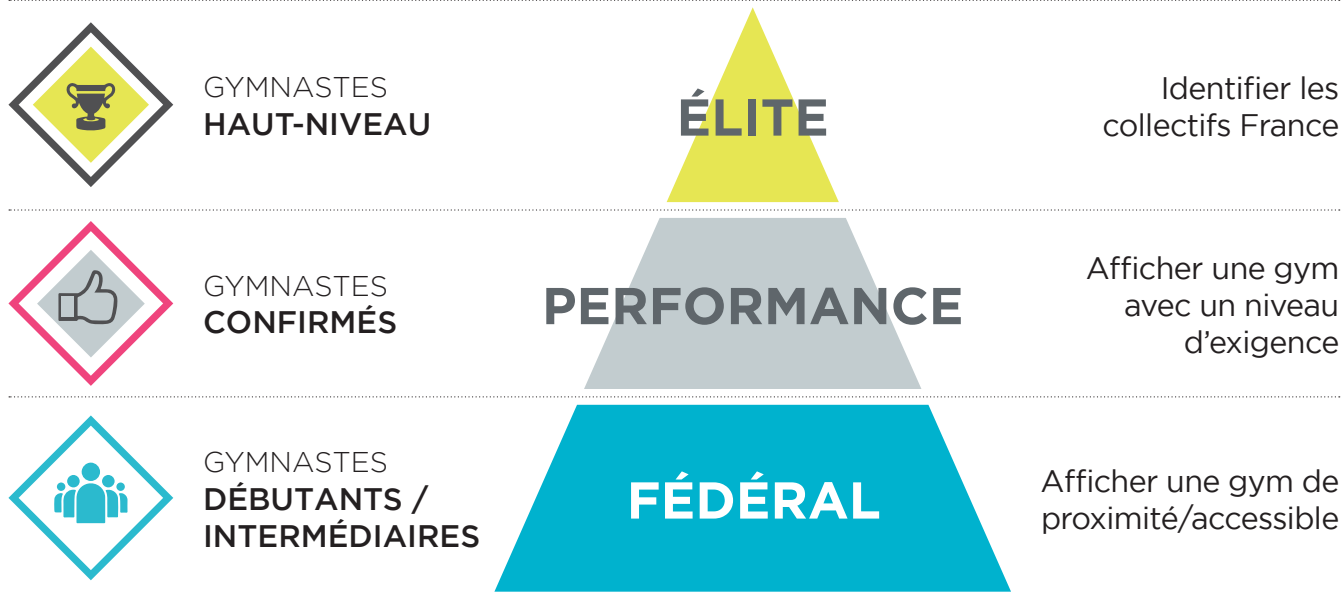 GYMNASTES
HAUT-NIVEAU
ÉLITE
Identifier les
collectifs France
GYMNASTES
CONFIRMÉS
PERFORMANCE
Afficher une gym
avec un niveau
d'exigence
GYMNASTES
DÉBUTANTS /
INTERMÉDIAIRES
FÉDÉRAL
Afficher une gym de
proximité/accessible